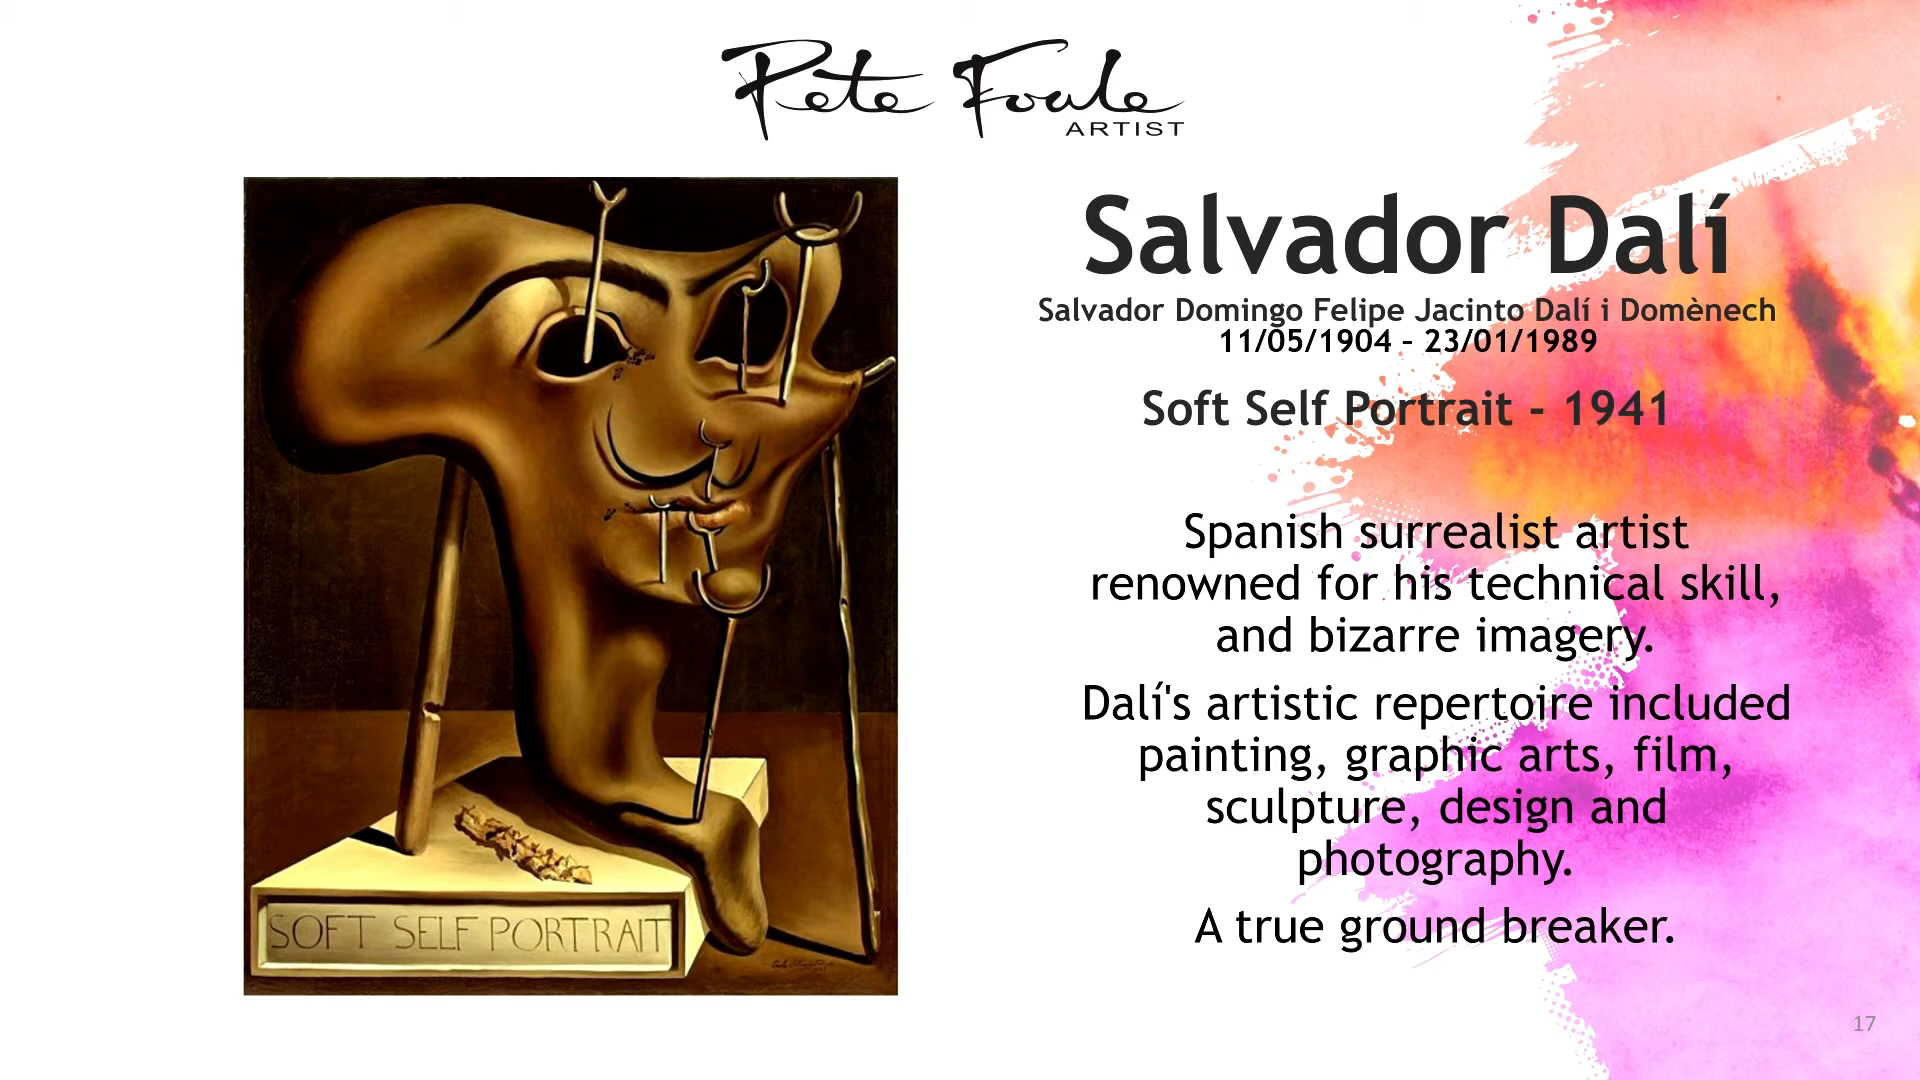 Pete Foale
ARTIST
Salvador Dalí
Salvador Domingo Felipe Jacinto Dalí i Domènech
11/05/1904 – 23/01/1989
Soft Self Portrait - 1941
Spanish surrealist artist
renowned for his technical skill,
and bizarre imagery.
Dalí's artistic repertoire included
painting, graphic arts, film,
sculpture, design and
photography.
A true ground breaker.
SOFT SELF PORTRAIT
17